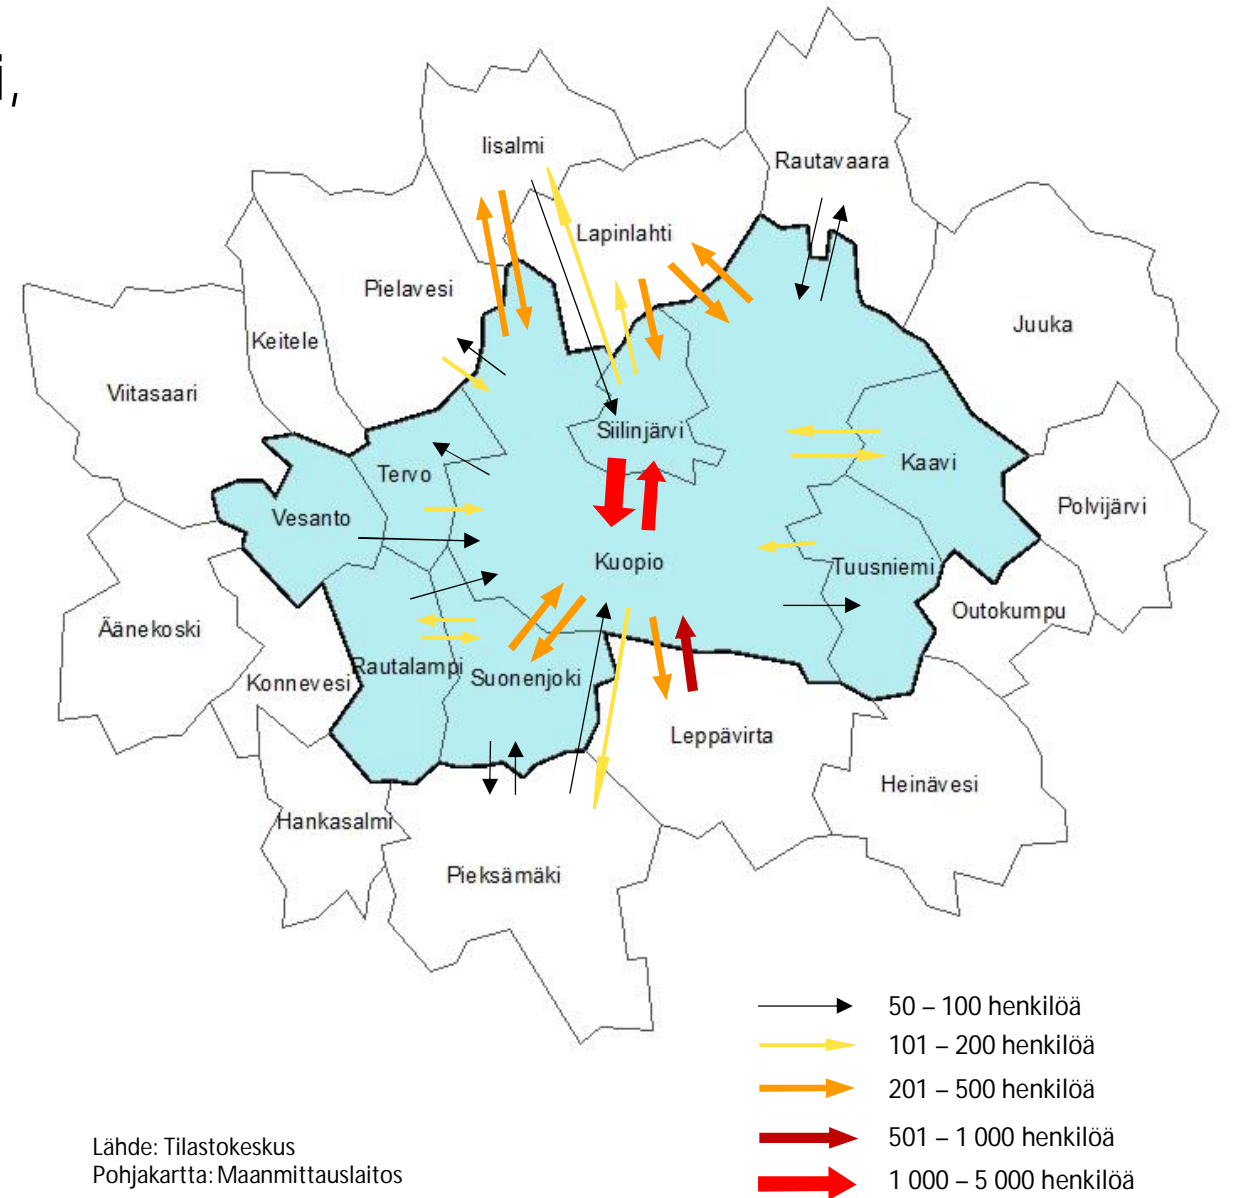 i,
Iisalmi
Rautavaara
Lapinlahti
Pielavesi
Juuka
Keitele
Viitasaari
Siilinjärvi
Kaavi
Tervo
Polvijärvi
Vesanto
Kuopio
Tuusniemi
Outokumpu
Äänekoski
Rautalampi
Suonenjoki
Konnevesi
Leppävirta
Heinävesi
Hankasalmi
Pieksämäki
50 – 100 henkilöä
101 – 200 henkilöä
201 – 500 henkilöä
501 – 1 000 henkilöä
1 000 – 5 000 henkilöä
Lähde: Tilastokeskus
Pohjakartta: Maanmittauslaitos